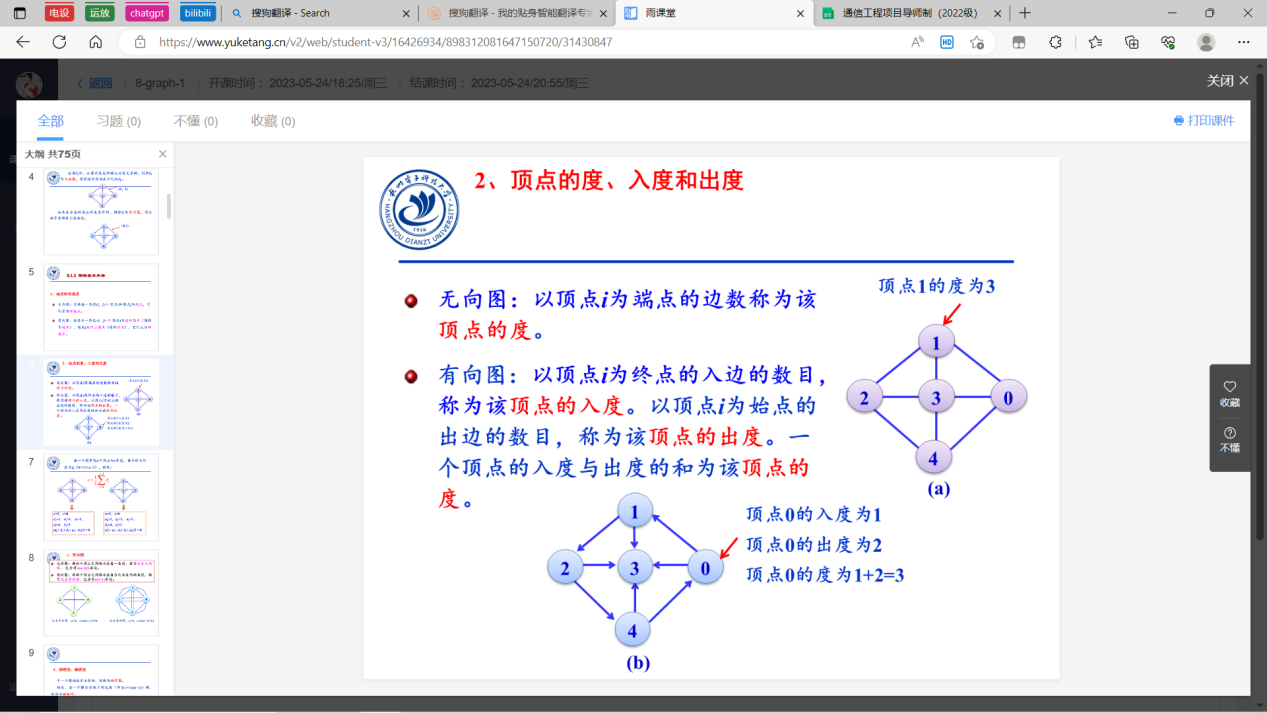 电设
运放
chatgpt
bilibili
搜狗翻译 - Search
搜狗翻译 - 我的贴身智能翻译专
雨课堂
通信工程项目导师制（2022级）
https://www.yuketang.cn/v2/web/student-v3/16426934/898312081647150720/31430847
返回
8-graph-1
开课时间： 2023-05-24/18:25/周三
结课时间： 2023-05-24/20:55/周三
关闭
全部
习题 (0)
不懂 (0)
收藏 (0)
打印课件
大纲 共75页
4
5
7
8
9
HANGZHOU DIANZI UNIVERSITY
1956
2、顶点的度、入度和出度
无向图：以顶点i为端点的边数称为该
顶点的度。
有向图：以顶点i为终点的入边的数目，
称为该顶点的入度。以顶点i为始点的
出边的数目，称为该顶点的出度。一
个顶点的入度与出度的和为该顶点的
度。
顶点1的度为3
1
2
3
0
4
(a)
1
2
3
0
4
(b)
顶点0的入度为1
顶点0的出度为2
顶点0的度为1+2=3
收藏
不懂